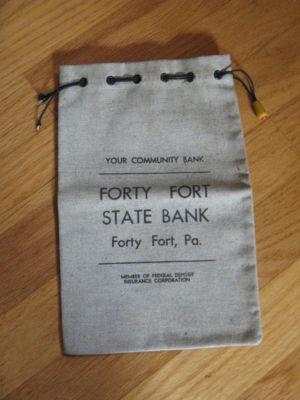 YOUR COMMUNITY BANK
FORTY FORT
STATE BANK
Forty Fort, Pa.
MEMBER OF FEDERAL DEPOSIT
INSURANCE CORPORATION